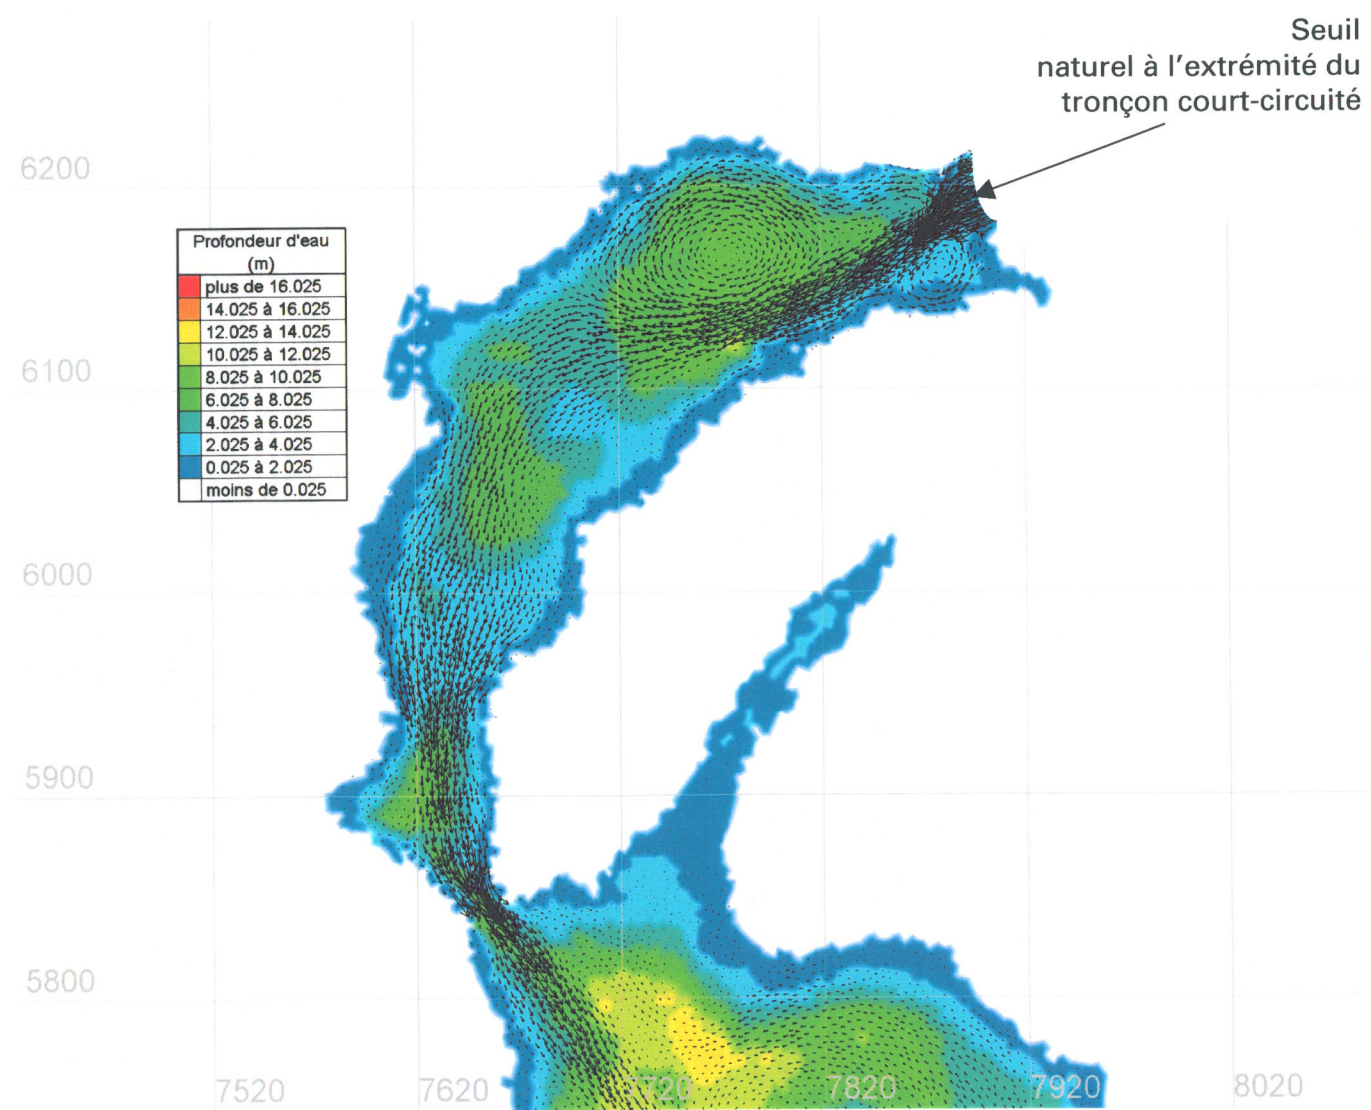 Seuil
naturel à l'extrémité du
tronçon court-circuité
6200
Profondeur d'eau
(m)
plus de 16.025
14.025 à 16.025
12.025 à 14.025
10.025 à 12.025
8.025 à 10.025
6.025 à 8.025
4.025 à 6.025
2.025 à 4.025
0.025 à 2.025
moins de 0.025
6100
6000
5900
5800
7520
7620
7720
7820
7920
8020